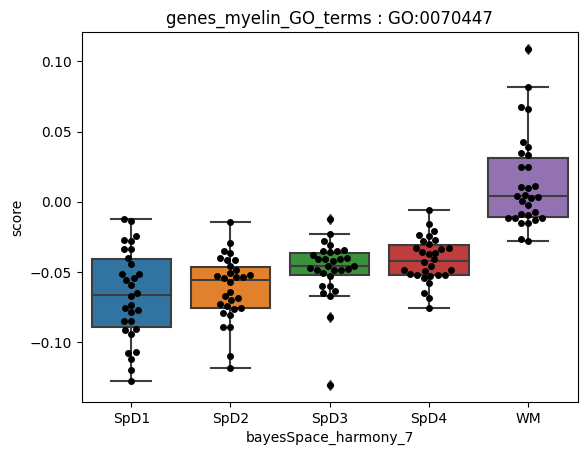 genes_myelin_GO_terms : GO:0070447
0.10
0.05
0.00
−0.05
−0.10
score
SpD1 SpD2 SpD3 SpD4 WM
bayesSpace_harmony_7